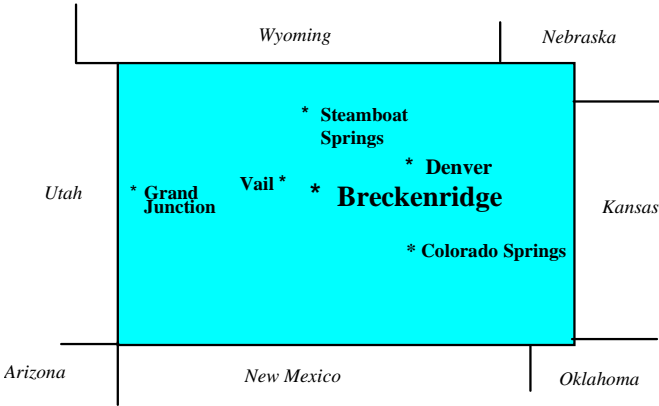 Wyoming
Nebraska
* Steamboat
Springs
* Denver
Utah
* Grand
Junction
Vail *
* Breckenridge
Kansas
* Colorado Springs
Arizona
New Mexico
Oklahoma